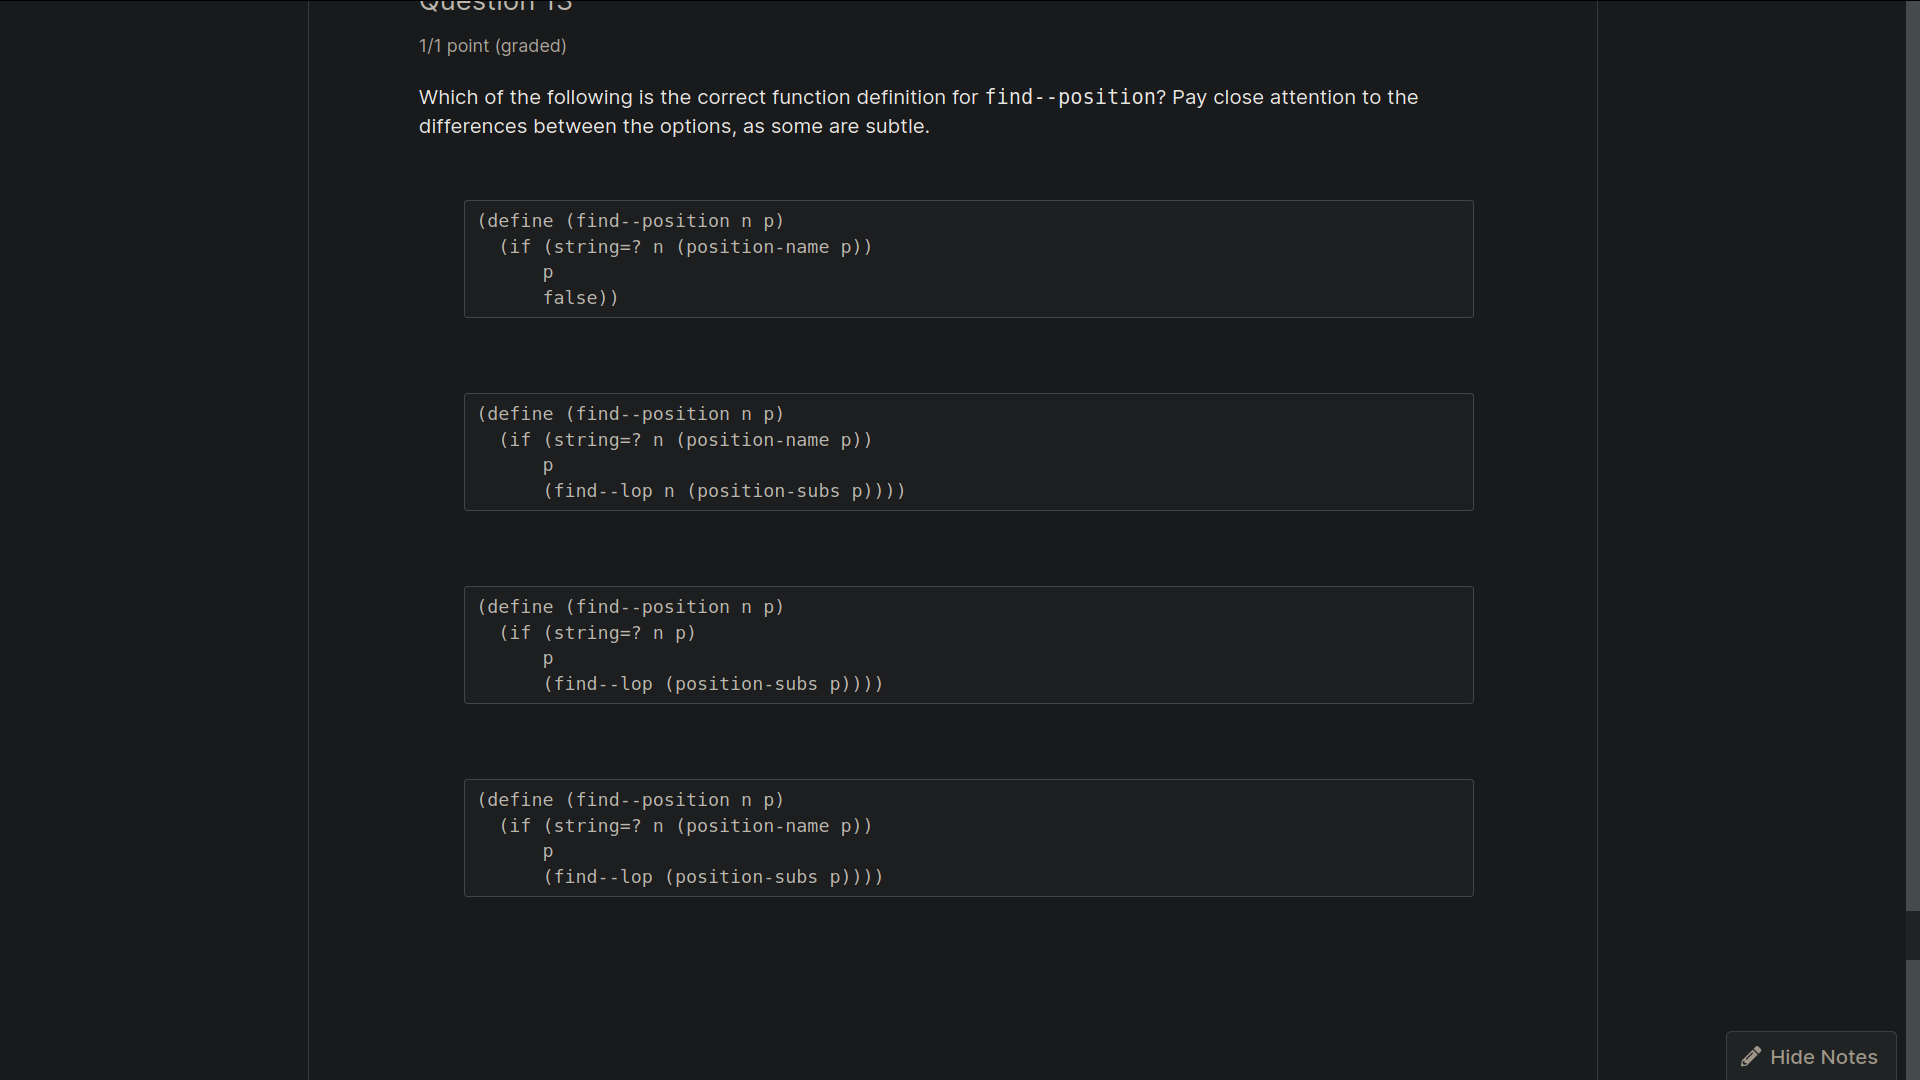 Question 13
1/1 point (graded)
Which of the following is the correct function definition for find--position? Pay close attention to the
differences between the options, as some are subtle.
(define (find--position n p)
  (if (string=? n (position-name p))
      p
      false))
(define (find--position n p)
  (if (string=? n (position-name p))
      p
      (find--lop n (position-subs p))))
(define (find--position n p)
  (if (string=? n p)
      p
      (find--lop (position-subs p))))
(define (find--position n p)
  (if (string=? n (position-name p))
      p
      (find--lop (position-subs p))))
Hide Notes